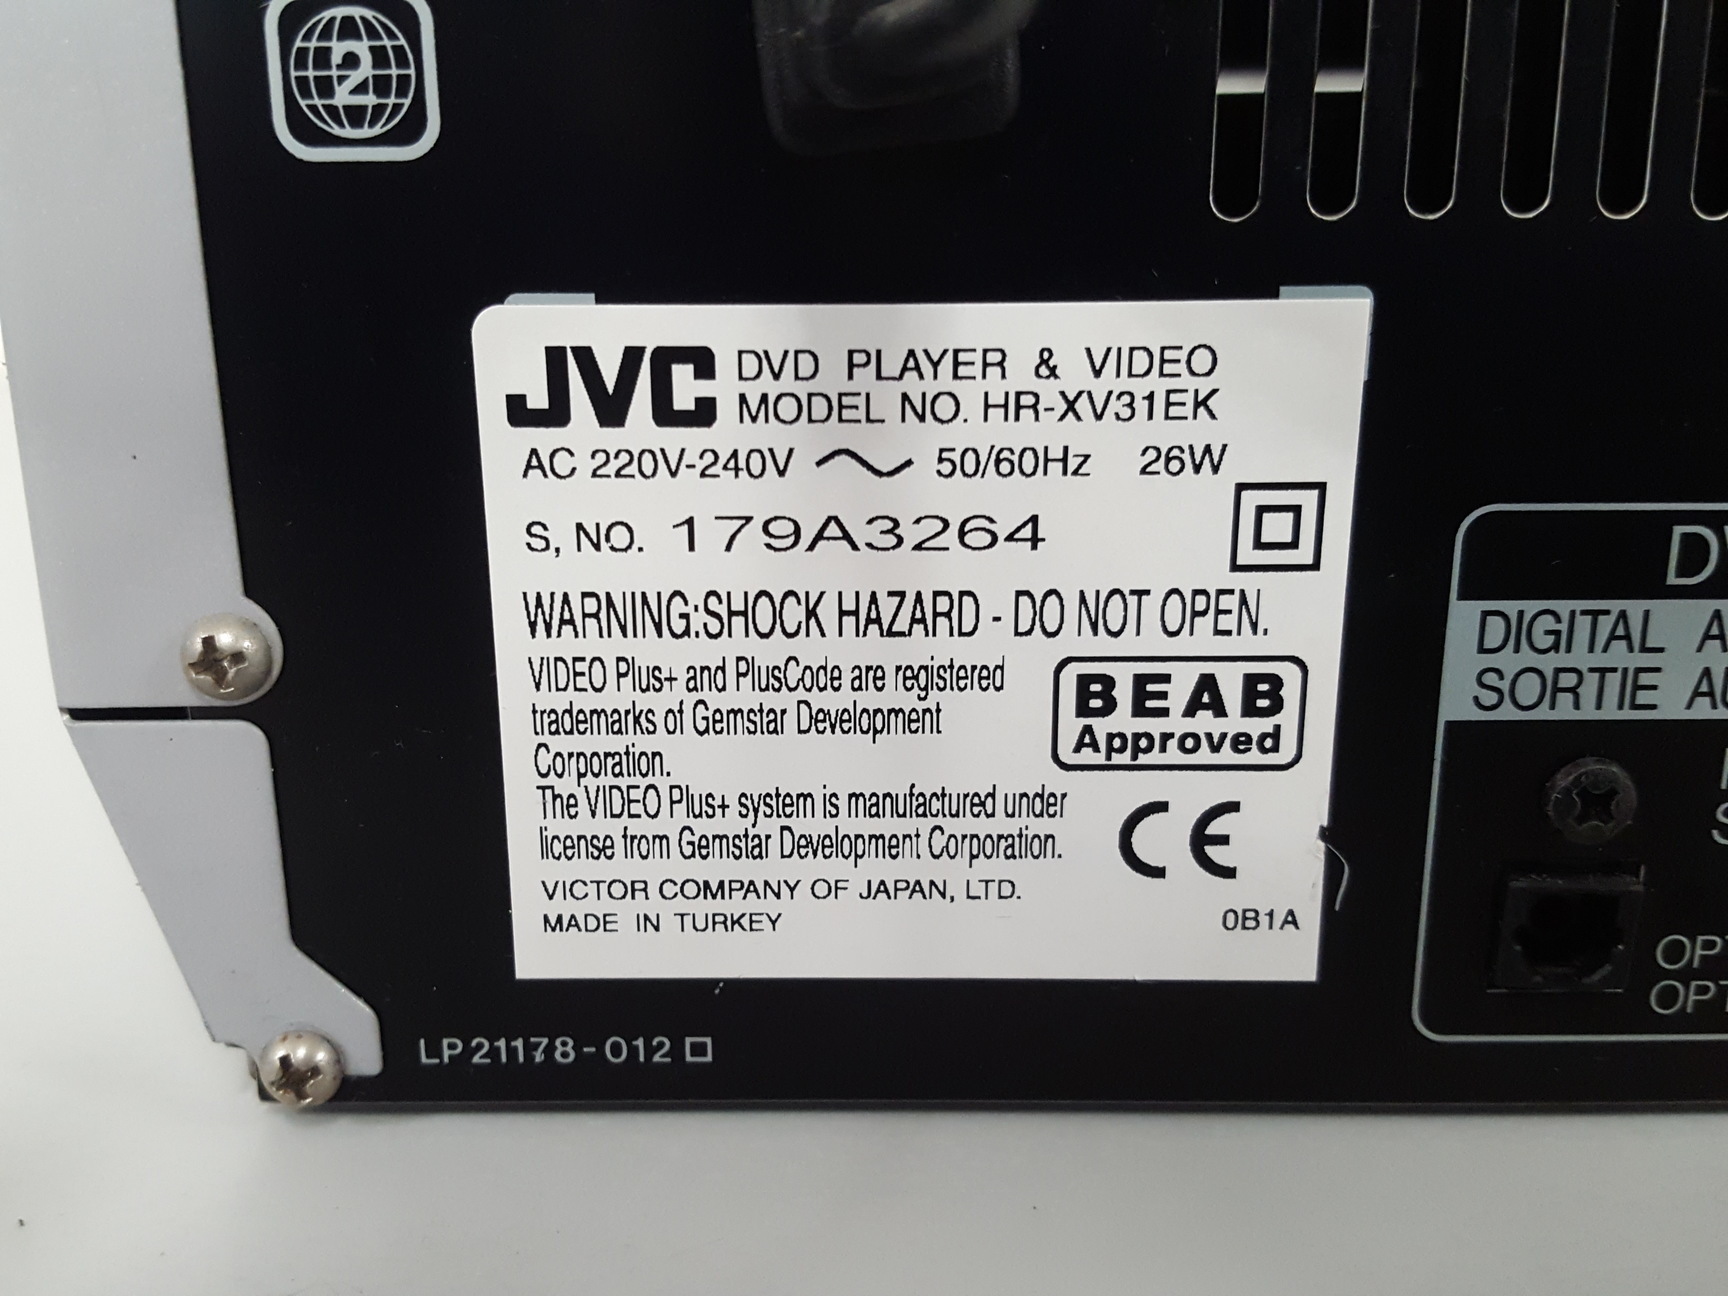 2
JVC DVD PLAYER & VIDEO
MODEL NO. HR-XV31EK
AC 220V-240V 50/60Hz 26W
S, NO. 179A3264
WARNING:SHOCK HAZARD - DO NOT OPEN.
VIDEO Plus+ and PlusCode are registered
trademarks of Gemstar Development
Corporation.
The VIDEO Plus+ system is manufactured under
license from Gemstar Development Corporation.
BEAB
Approved
CE
VICTOR COMPANY OF JAPAN, LTD.
MADE IN TURKEY
0B1A
LP21178-012
DIGITAL
SORTIE